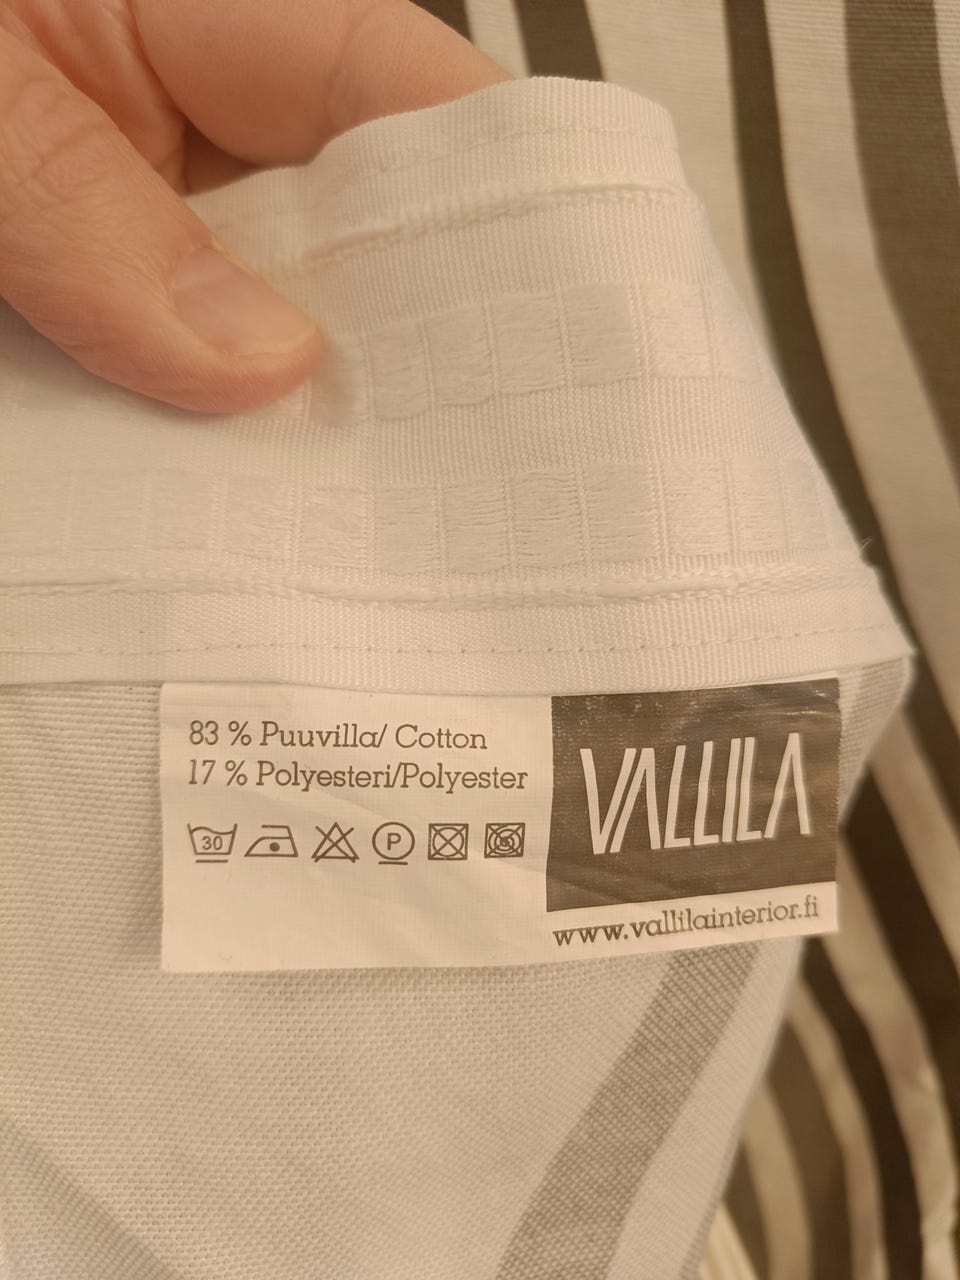 83 % Puuvilla/ Cotton
17 % Polyesteri/Polyester
30 P
VALLILA
www.vallilainterior.fi